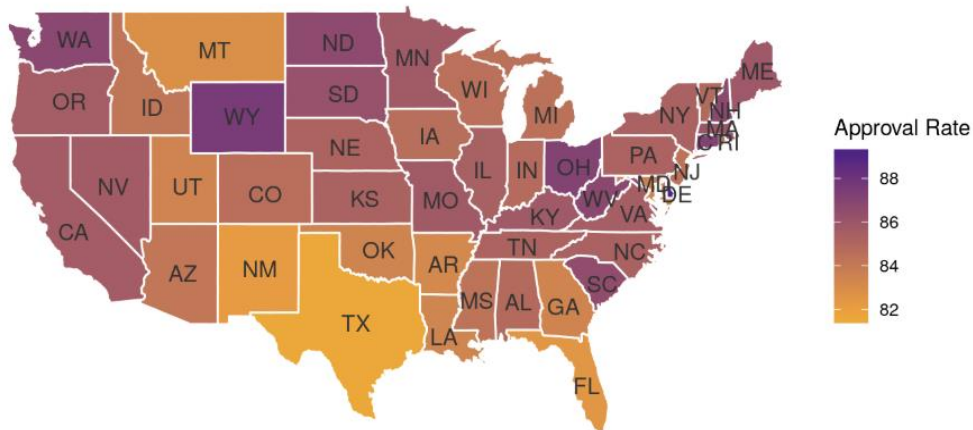 WA
MT
ND
MN
ME
OR
ID
WY
SD
WI
MI
VT
NH
NY
MA
NV
UT
CO
NE
IA
IL
IN
OH
PA
RI
NJ
MD
DE
CA
KS
MO
KY
WV
VA
AZ
NM
OK
AR
TN
NC
SC
TX
LA
MS
AL
GA
FL
Approval Rate
88
86
84
82